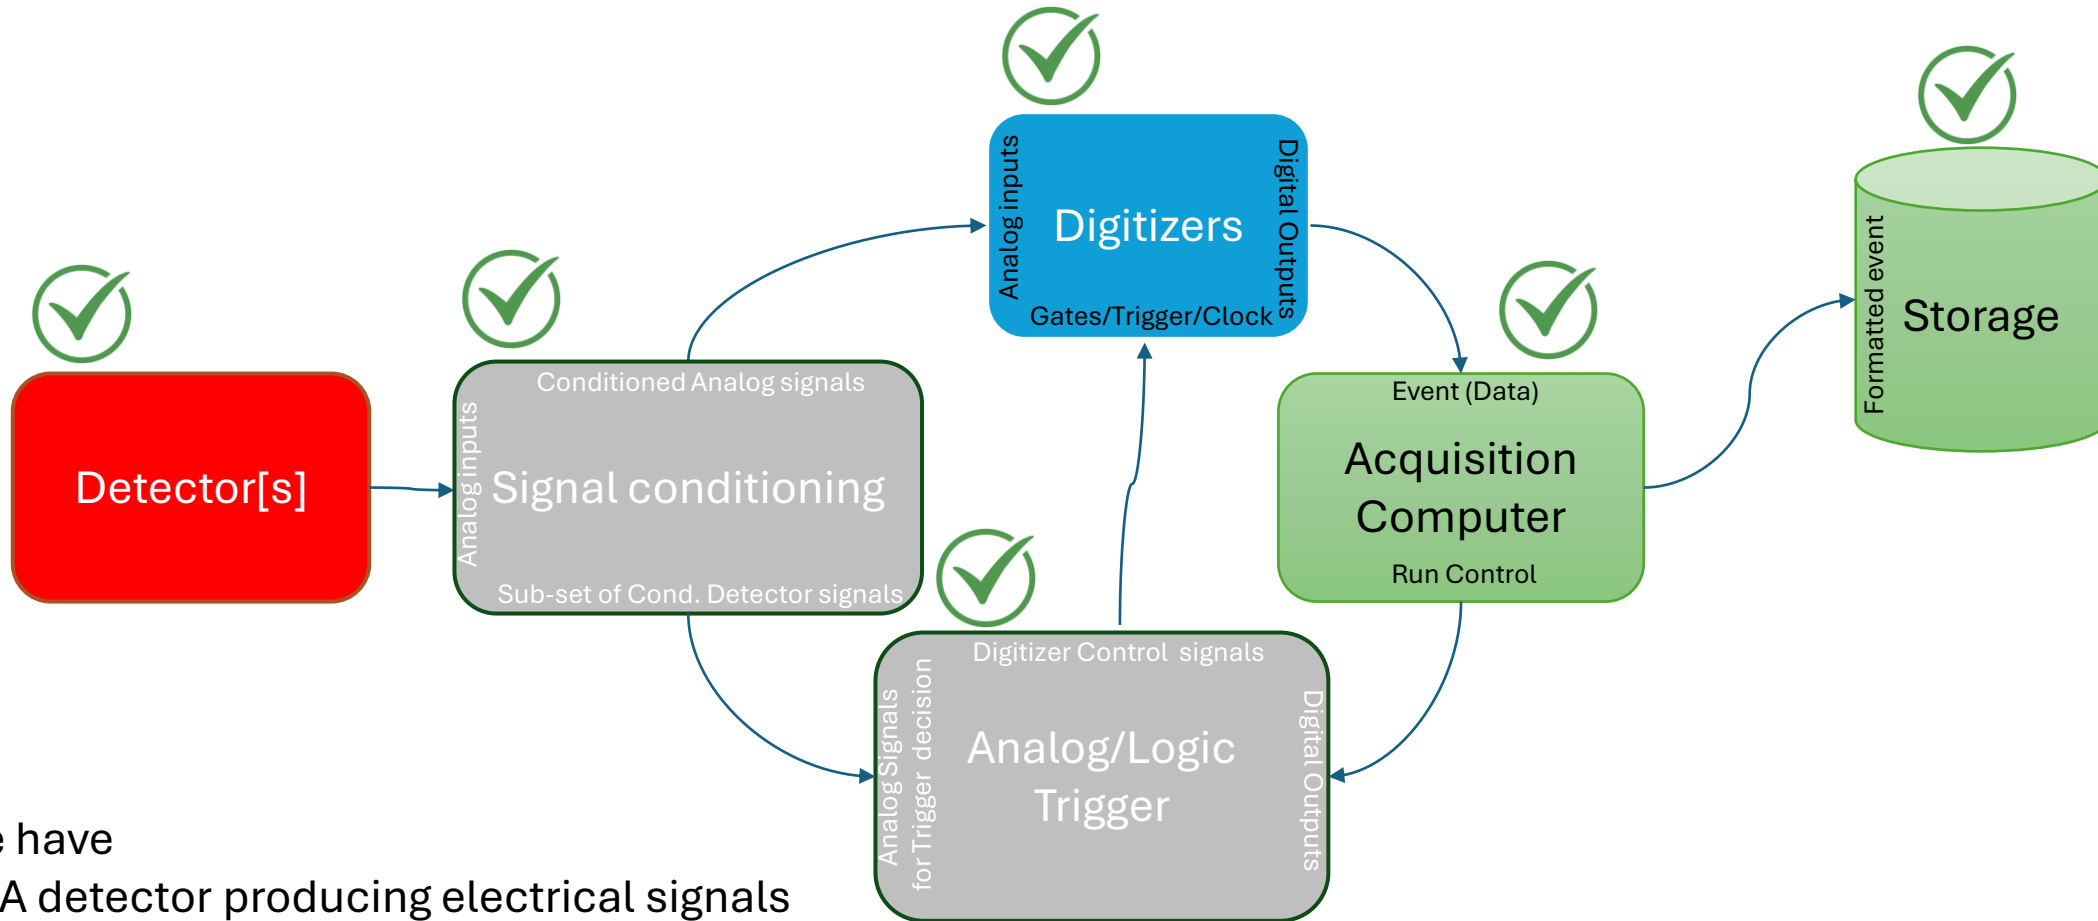 Detector[s]
Analog inputs
Conditioned Analog signals
Signal conditioning
Sub-set of Cond. Detector signals
Analog inputs
Digitizers
Digital Outputs
Gates/Trigger/Clock
Digitizer Control signals
Analog Signals
for Trigger decision
Analog/Logic
Trigger
Digital Outputs
Event (Data)
Acquisition
Computer
Run Control
Formatted event
Storage
have
A detector producing electrical signals